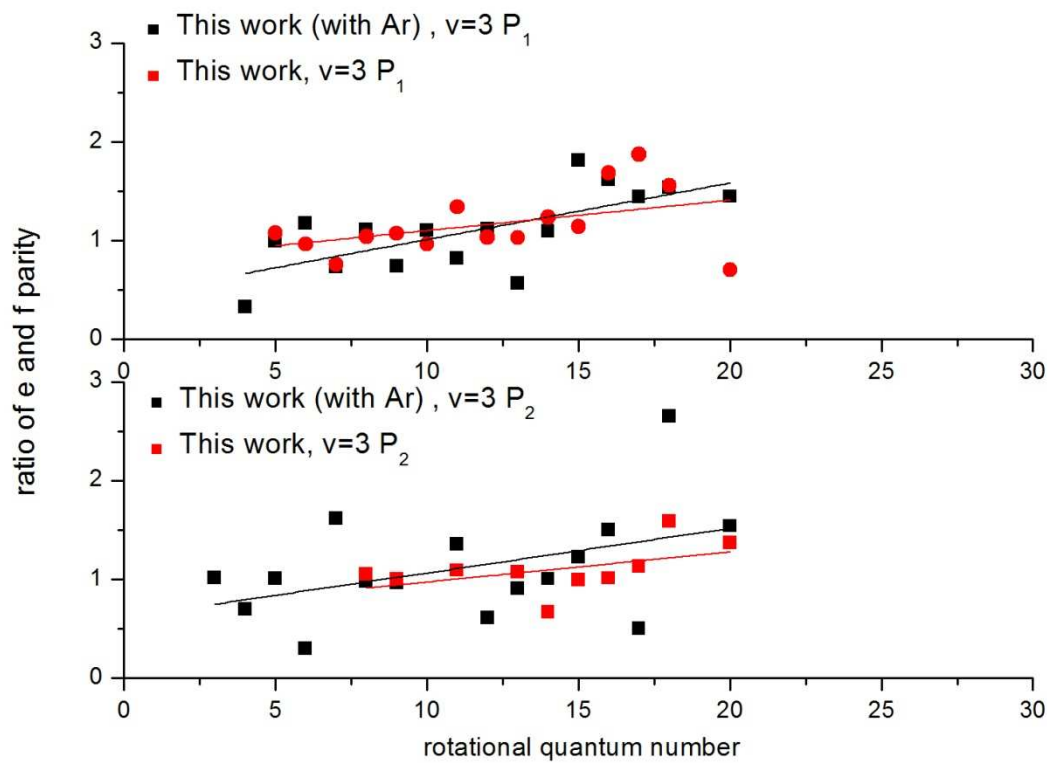 ratio of e and f parity
This work (with Ar) , v=3 P₁
This work, v=3 P₁
3
2
1
0
0 5 10 15 20 25 30
This work (with Ar) , v=3 P₂
This work, v=3 P₂
3
2
1
0
0 5 10 15 20 25 30
rotational quantum number